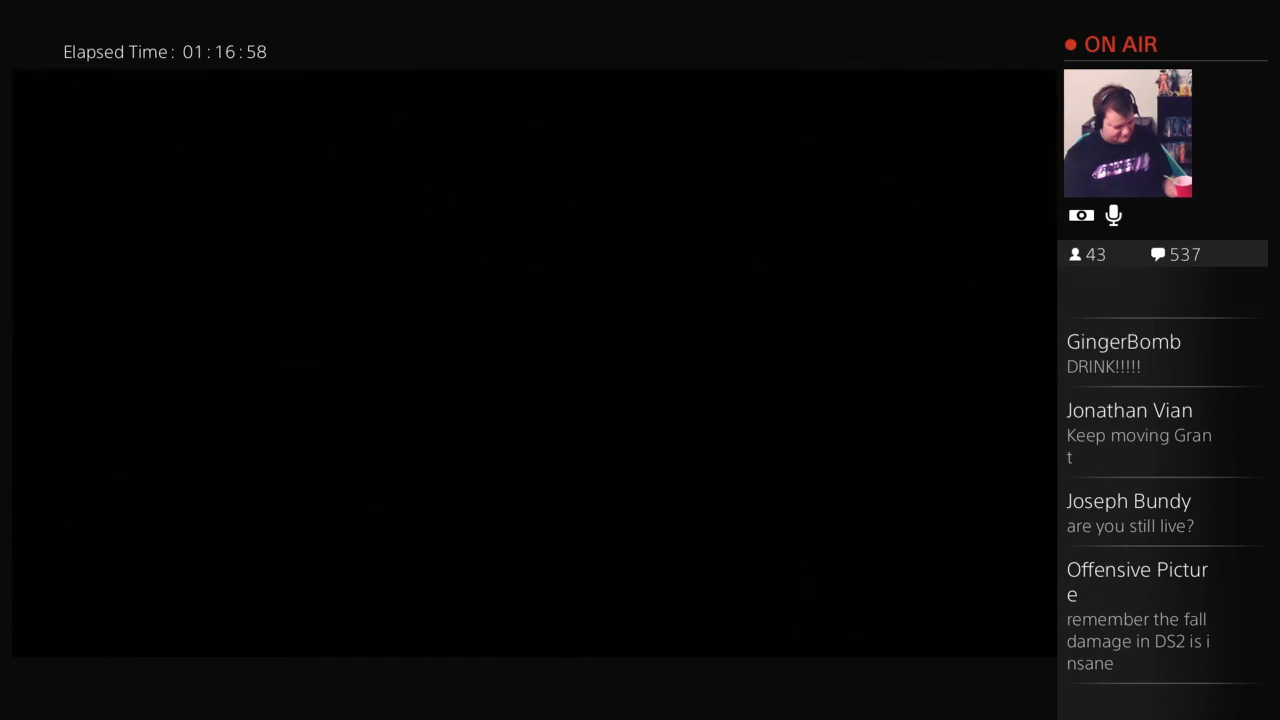 Elapsed Time: 01:16:58
ON AIR
43 537
GingerBomb
DRINK!!!!!
Jonathan Vian
Keep moving Gran
t
Joseph Bundy
are you still live?
Offensive Pictur
e
remember the fall
damage in DS2 is i
nsane